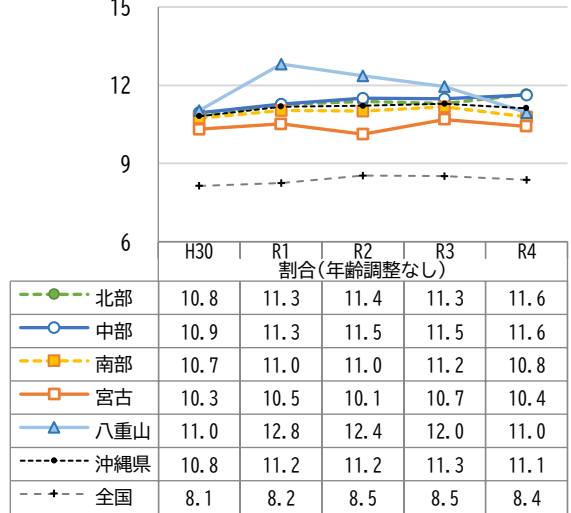 15
12
9
6
H30 R1 R2 R3 R4
割合(年齢調整なし)
北部 10.8 11.3 11.4 11.3 11.6
中部 10.9 11.3 11.5 11.5 11.6
南部 10.7 11.0 11.0 11.2 10.8
宮古 10.3 10.5 10.1 10.7 10.4
八重山 11.0 12.8 12.4 12.0 11.0
沖縄県 10.8 11.2 11.2 11.3 11.1
全国 8.1 8.2 8.5 8.5 8.4